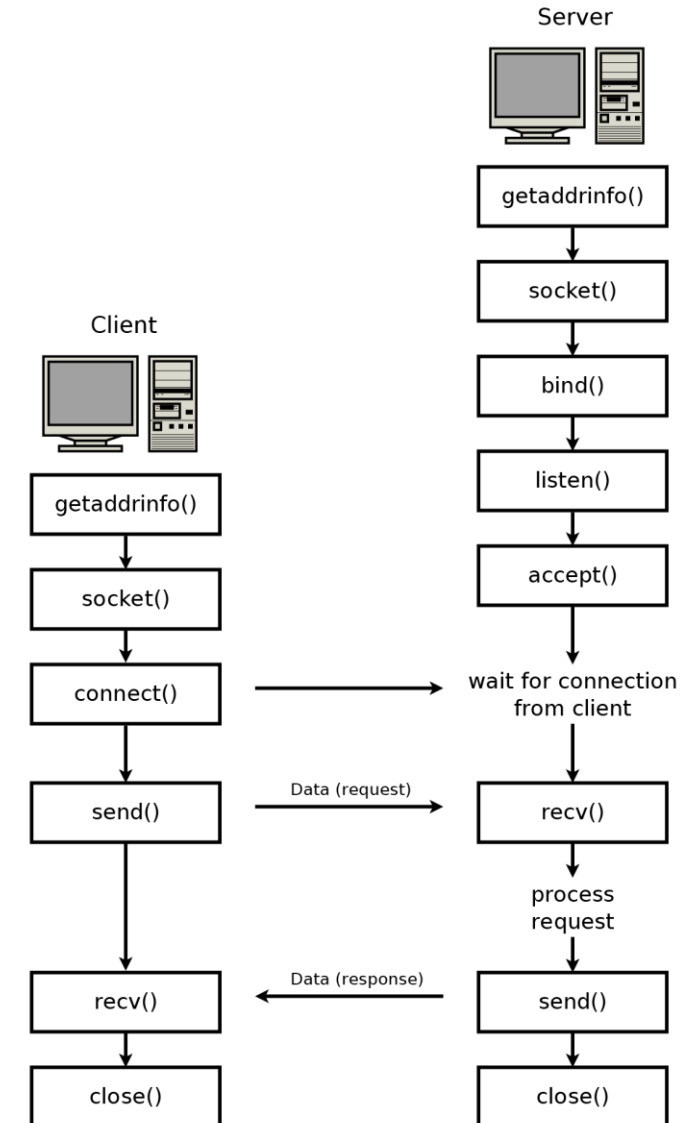 Server
getaddrinfo()
socket()
Client
bind()
listen()
getaddrinfo()
accept()
socket()
connect()
wait for connection
from client
Data (request)
send()
recv()
process
request
Data (response)
recv()
send()
close()
close()